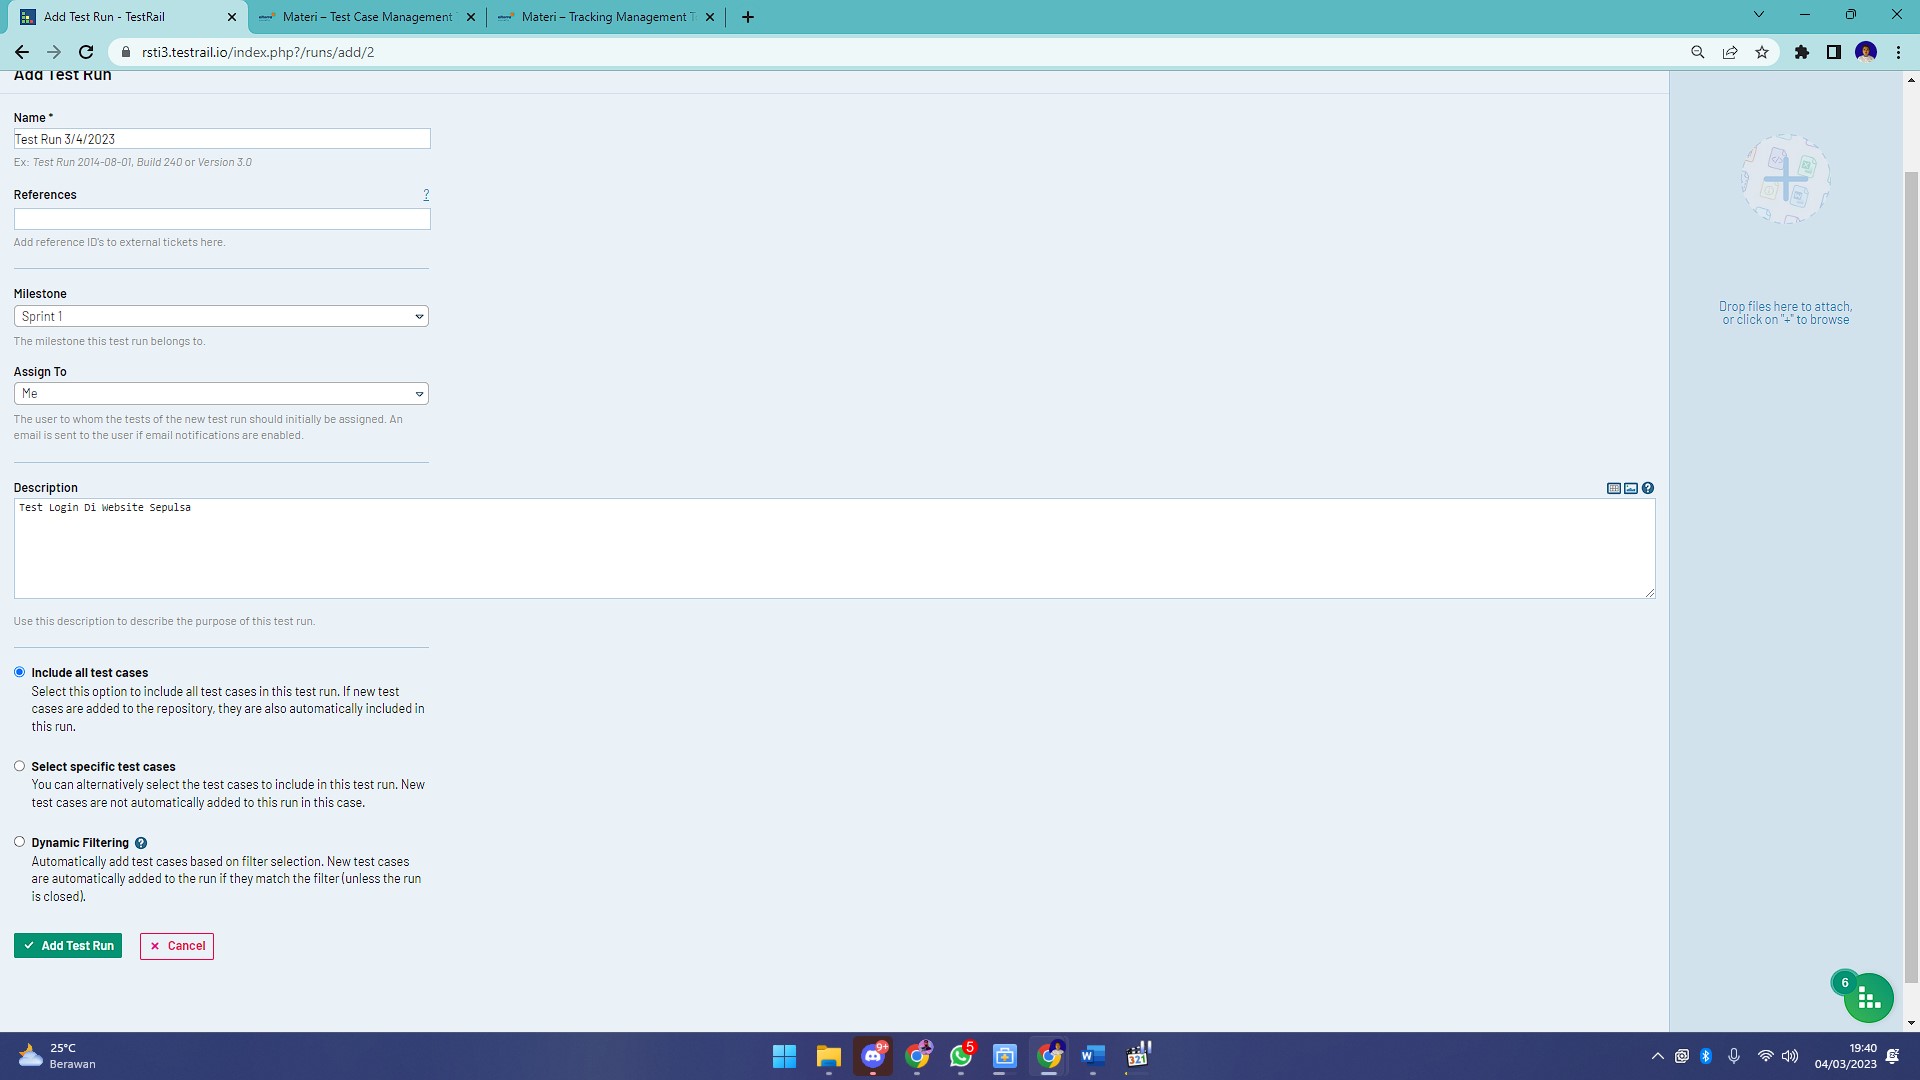 Add Test Run - TestRail
Materi – Test Case Management
Materi – Tracking Management T
rsti3.testrail.io/index.php?/runs/add/2
Add Test Run
Name *
Test Run 3/4/2023
Ex: Test Run 2014-08-01, Build 240 or Version 3.0
References ?
Add reference ID's to external tickets here.
Milestone
Sprint 1
The milestone this test run belongs to.
Assign To
Me
The user to whom the tests of the new test run should initially be assigned. An
email is sent to the user if email notifications are enabled.
Description
Test Login Di Website Sepulsa
Use this description to describe the purpose of this test run.
Include all test cases
Select this option to include all test cases in this test run. If new test
cases are added to the repository, they are also automatically included in
this run.
Select specific test cases
You can alternatively select the test cases to include in this test run. New
test cases are not automatically added to this run in this case.
Dynamic Filtering ?
Automatically add test cases based on filter selection. New test cases
are automatically added to the run if they match the filter (unless the run
is closed).
Add Test Run
Cancel
Drop files here to attach,
or click on "+" to browse
6
25°C
Berawan
9+
5
321
19:40
04/03/2023